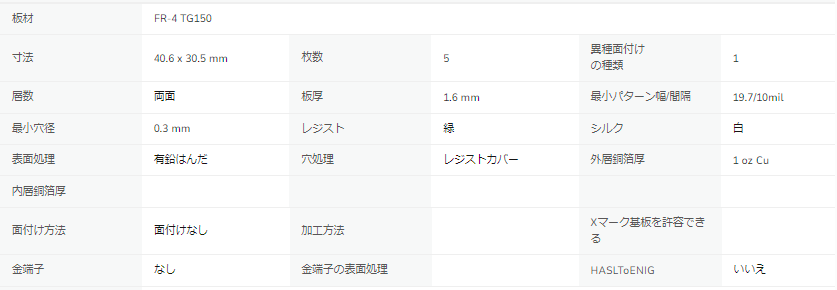 板材 FR-4 TG150
寸法 40.6 x 30.5 mm 枚数 5 異種面付け
の種類 1
層数 両面 板厚 1.6 mm 最小パターン幅/間隔 19.7/10mil
最小穴径 0.3 mm レジスト 緑 シルク 白
表面処理 有鉛はんだ 穴処理 レジストカバー 外層銅箔厚 1 oz Cu
内層銅箔厚
面付け方法 面付けなし 加工方法 Xマーク基板を許容でき
る
金端子 なし 金端子の表面処理 HASLToENIG いいえ